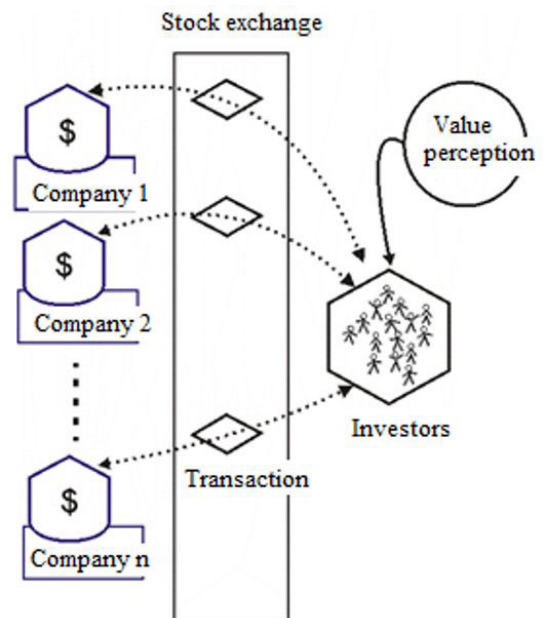 Stock exchange
$
Company 1
Value
perception
$
Company 2
Investors
Transaction
$
Company n